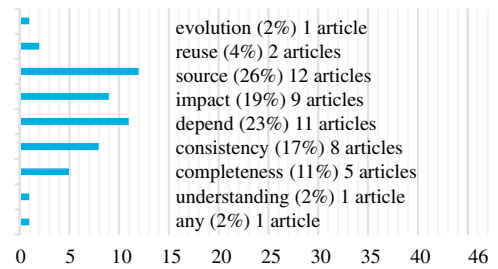 evolution (2%) 1 article
reuse (4%) 2 articles
source (26%) 12 articles
impact (19%) 9 articles
depend (23%) 11 articles
consistency (17%) 8 articles
completeness (11%) 5 articles
understanding (2%) 1 article
any (2%) 1 article
0 5 10 15 20 25 30 35 40 46